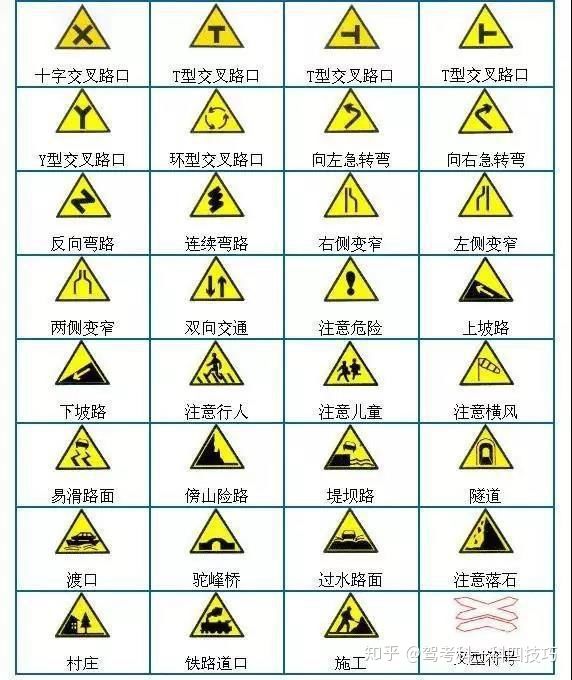 十字交叉路口 T型交叉路口 T型交叉路口 T型交叉路口
Y型交叉路口 环型交叉路口 向左急转弯 向右急转弯
反向弯路 连续弯路 右侧变窄 左侧变窄
两侧变窄 双向交通 注意危险 上坡路
下坡路 注意行人 注意儿童 注意横风
易滑路面 傍山险路 堤坝路 隧道
渡口 驼峰桥 过水路面 注意落石
村庄 铁路道口 施工 叉型符号
知乎 @驾考科一科四技巧